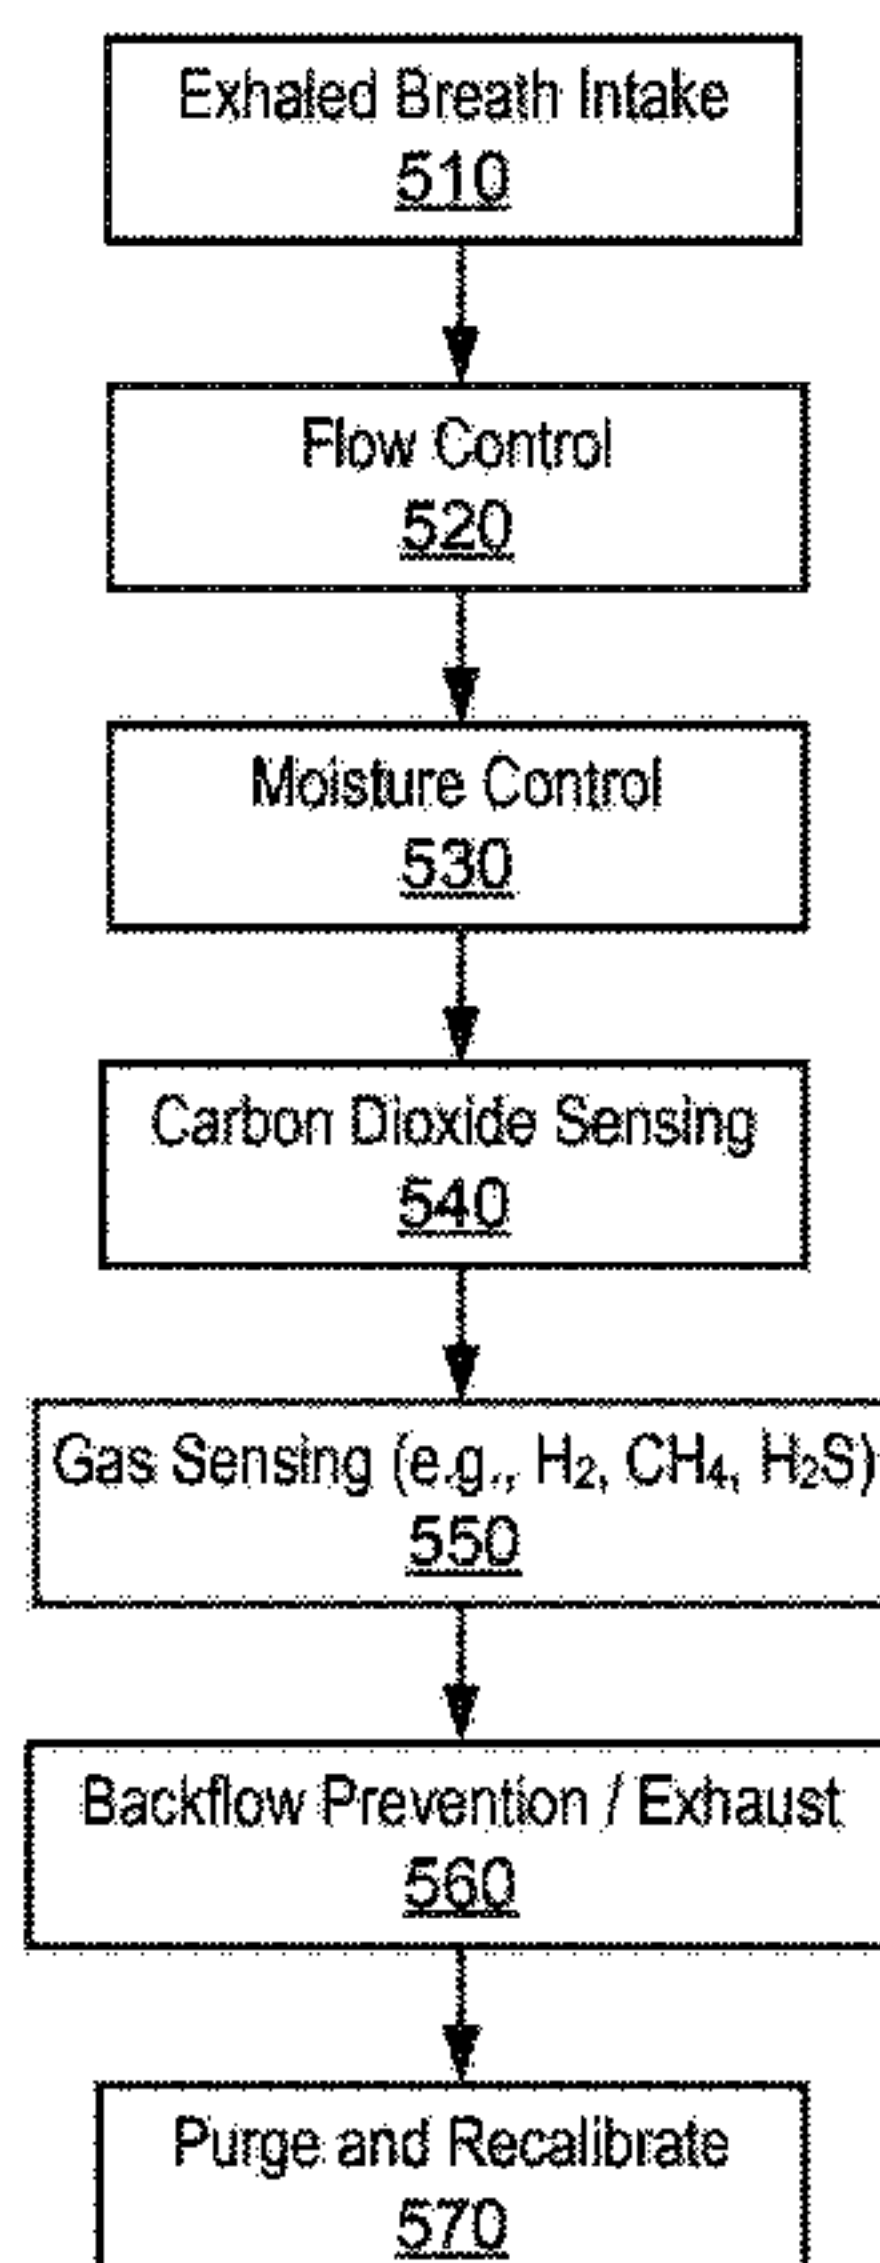 Exhaled Breath Intake
510
Flow Control
520
Moisture Control
530
Carbon Dioxide Sensing
540
Gas Sensing (e.g., H₂, CH₄, H₂S)
550
Backflow Prevention / Exhaust
560
Purge and Recalibrate
570